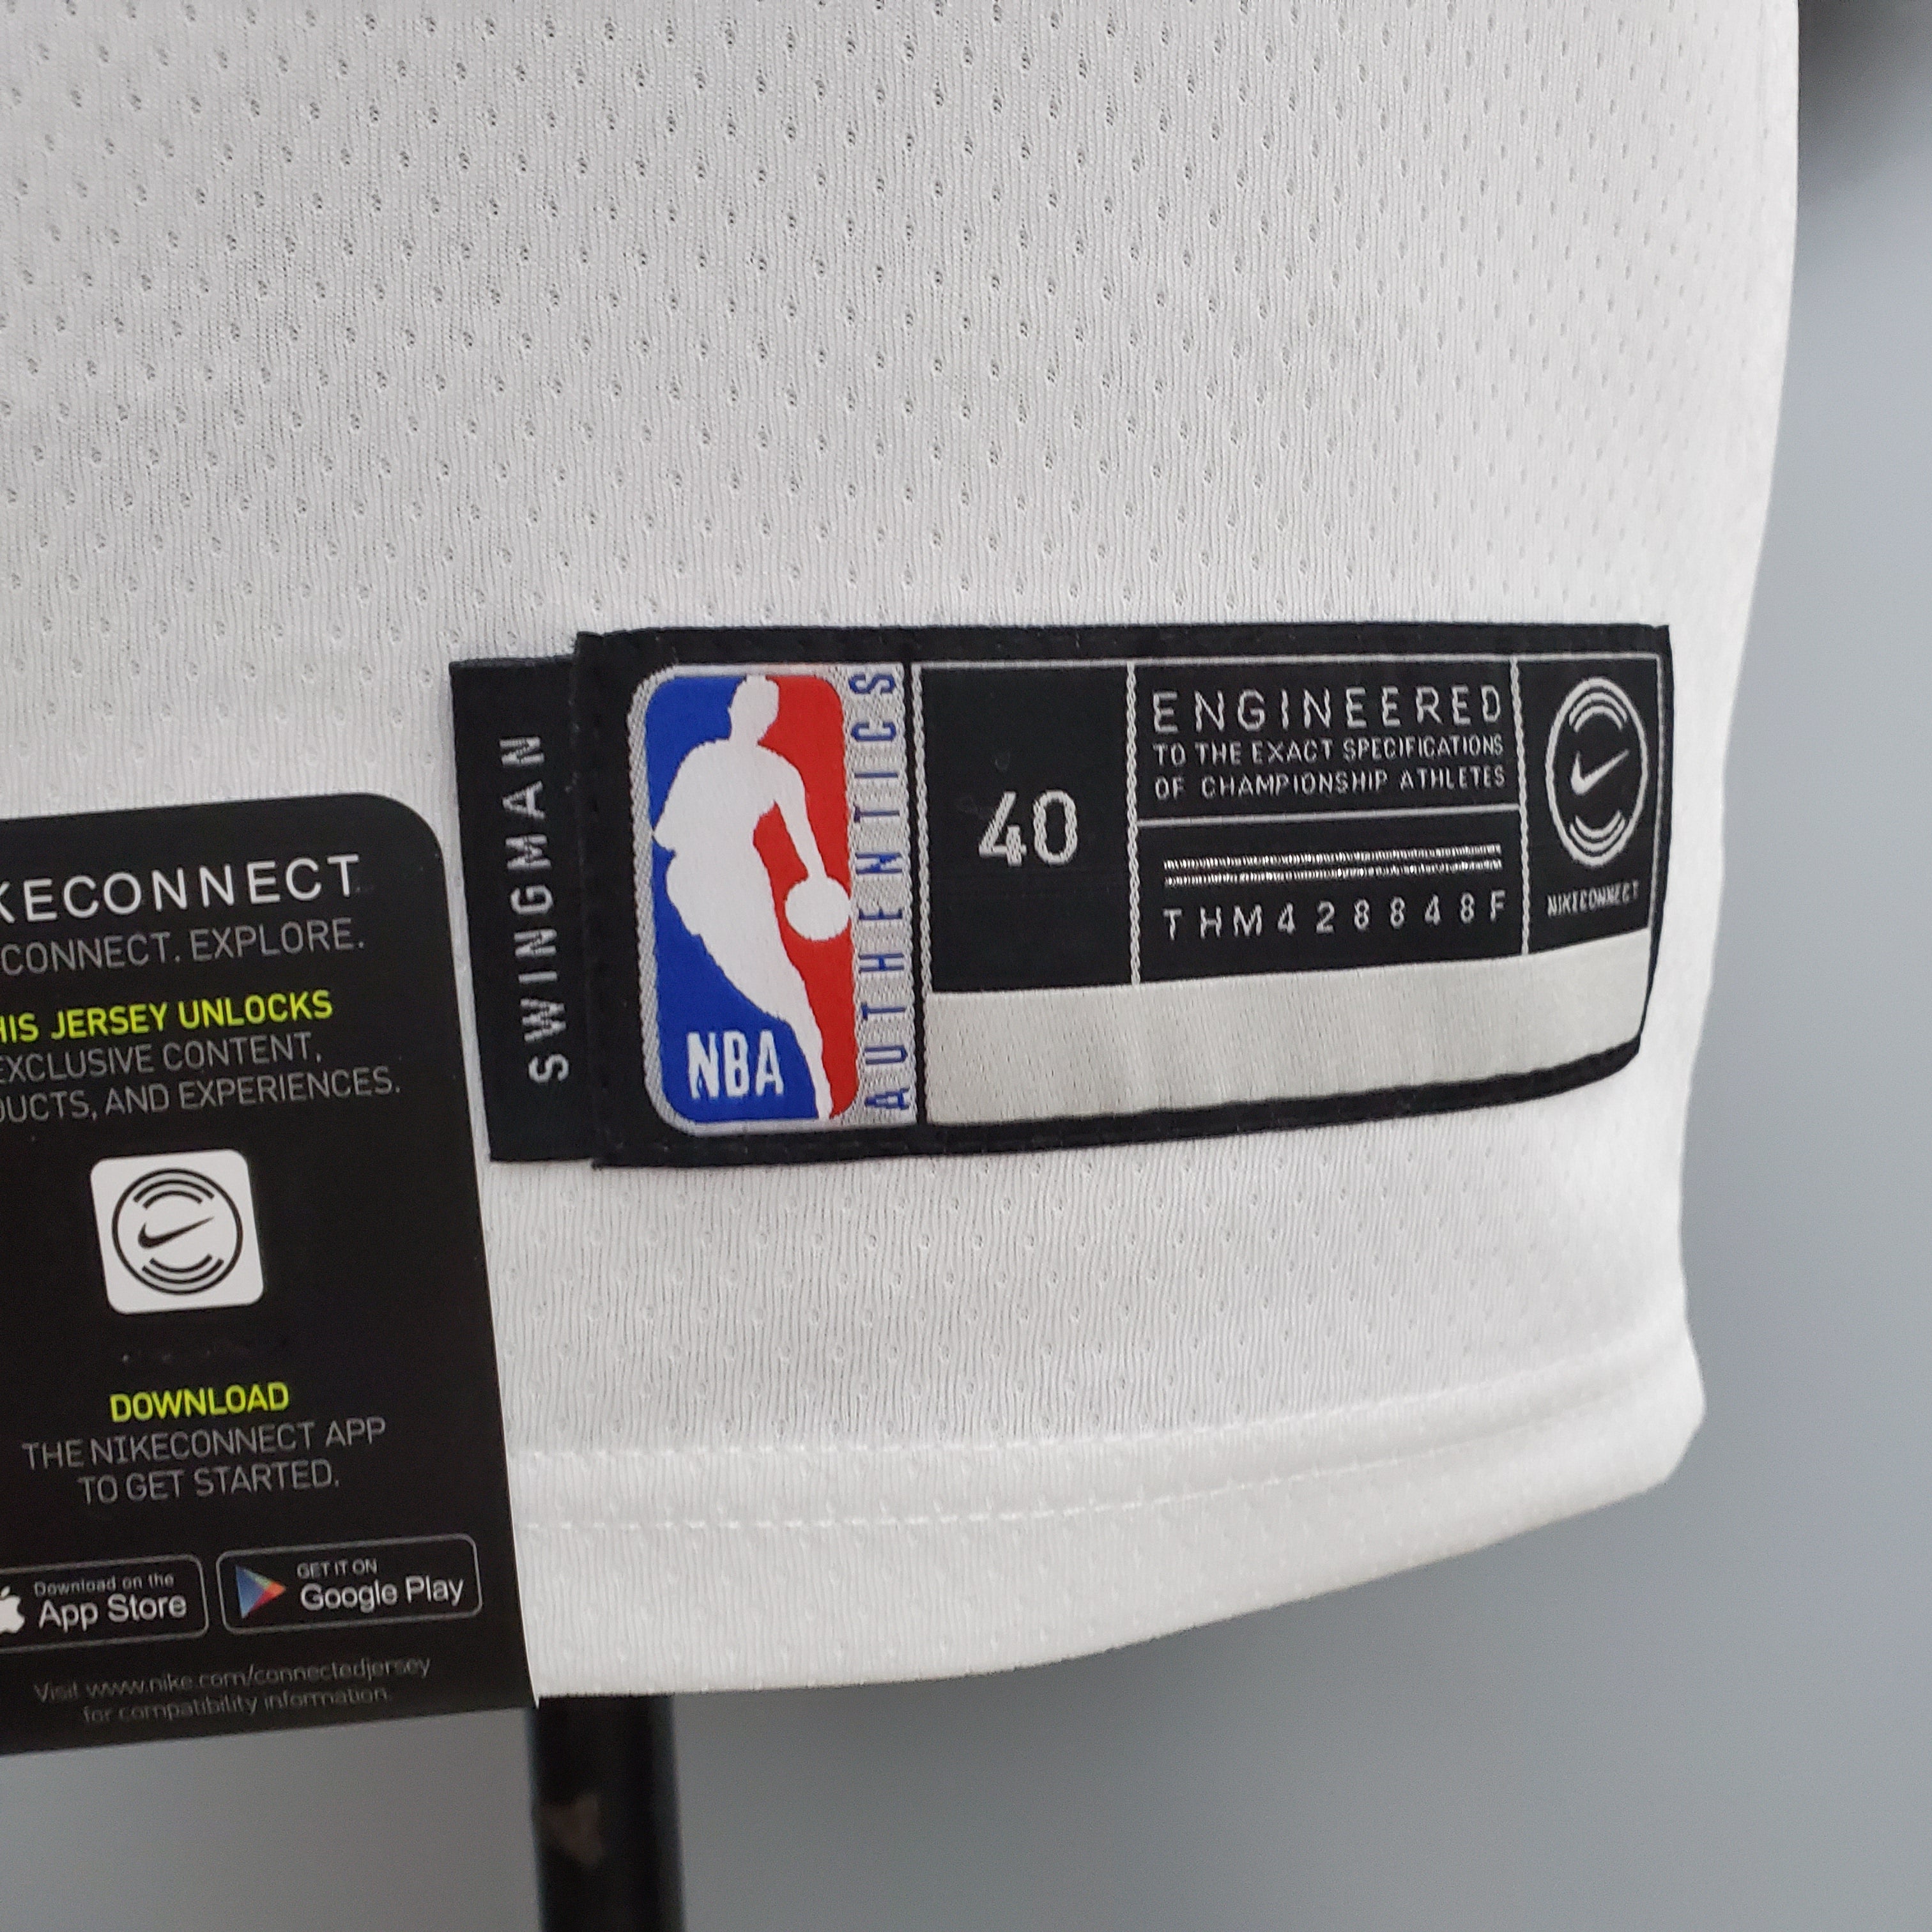 KECONNECT
CONNECT. EXPLORE.
HIS JERSEY UNLOCKS
EXCLUSIVE CONTENT,
DUCTS, AND EXPERIENCES.
DOWNLOAD
THE NIKECONNECT APP
TO GET STARTED.
Download on the
App Store
GET IT ON
Google Play
Visit www.nike.com/connectedjersey
for compatibility information.
SWINGMAN
NBA
AUTHENTICS
40
ENGINEERED
TO THE EXACT SPECIFICATIONS
OF CHAMPIONSHIP ATHLETES
THM428848F
NIKECONNECT